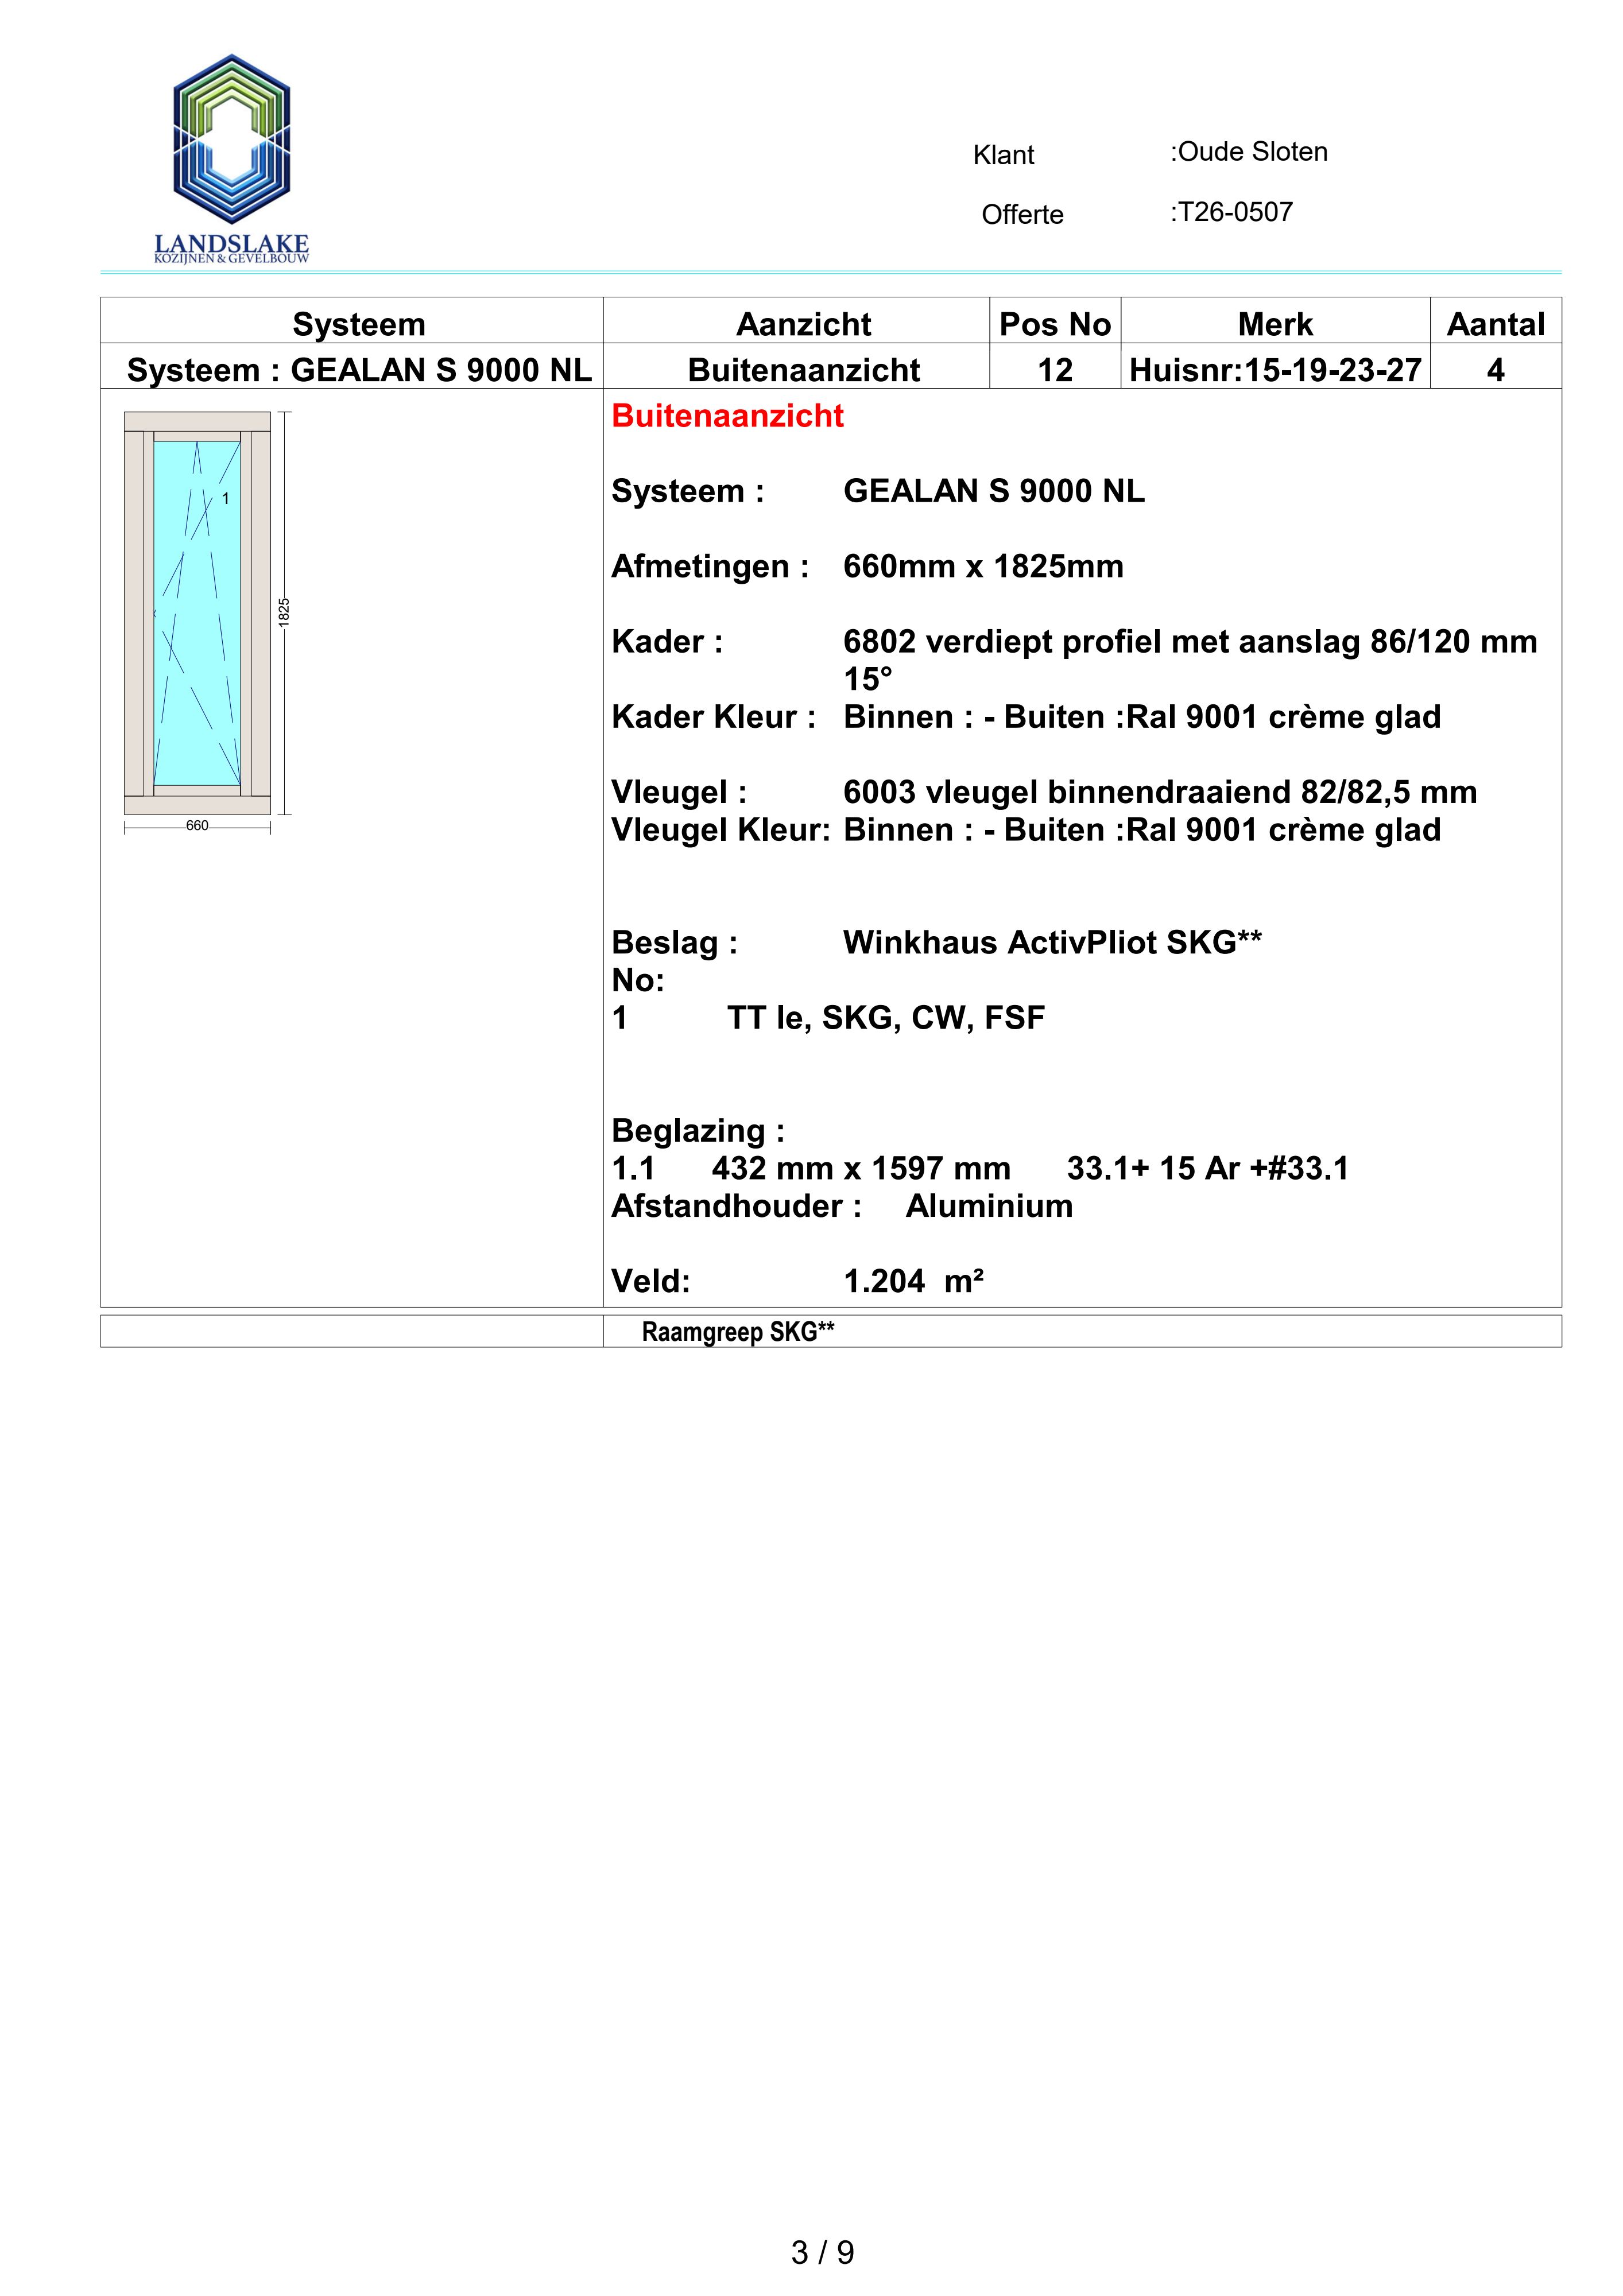 LANDSLAKE
KOZIJNEN & GEVELBOUW
Klant :Oude Sloten
Offerte :T26-0507
Systeem Aanzicht Pos No Merk Aantal
Systeem : GEALAN S 9000 NL Buitenaanzicht 12 Huisnr:15-19-23-27 4
1
1825
660
Buitenaanzicht
Systeem : GEALAN S 9000 NL
Afmetingen : 660mm x 1825mm
Kader : 6802 verdiept profiel met aanslag 86/120 mm
15°
Kader Kleur : Binnen : - Buiten :Ral 9001 crème glad
Vleugel : 6003 vleugel binnendraaiend 82/82,5 mm
Vleugel Kleur: Binnen : - Buiten :Ral 9001 crème glad
Beslag : Winkhaus ActivPliot SKG**
No:
1 TT le, SKG, CW, FSF
Beglazing :
1.1 432 mm x 1597 mm 33.1+ 15 Ar +#33.1
Afstandhouder : Aluminium
Veld: 1.204 m²
Raamgreep SKG**
3 / 9